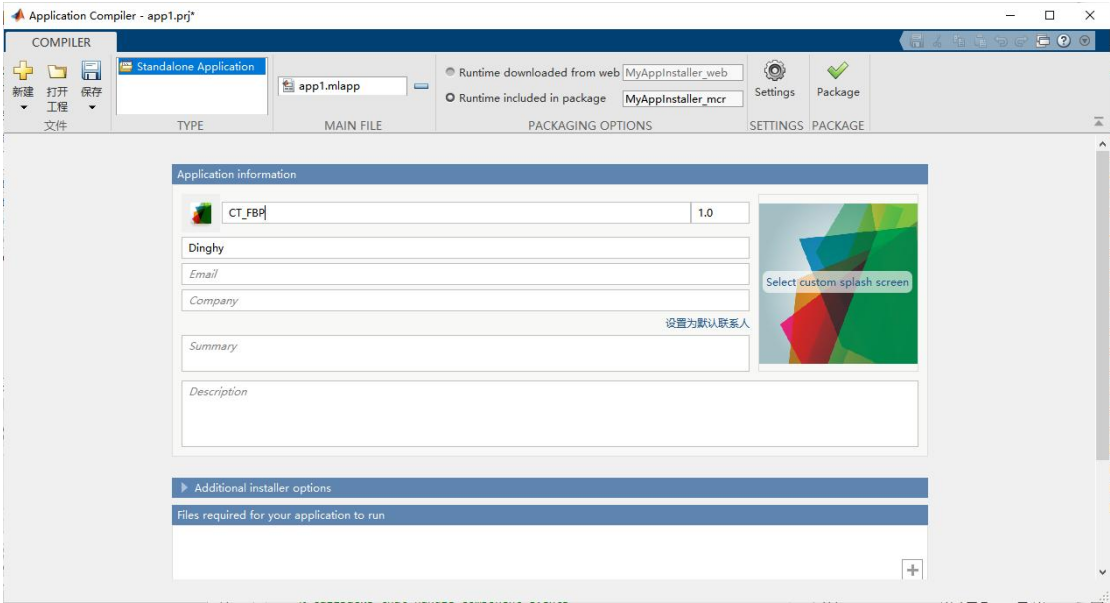 Application Compiler - app1.prj*
COMPILER
新建
打开
工程
保存
文件
Standalone Application
TYPE
app1.mlapp
MAIN FILE
Runtime downloaded from web MyAppInstaller_web
Runtime included in package MyAppInstaller_mcr
PACKAGING OPTIONS
Settings
SETTINGS
Package
PACKAGE
Application information
CT_FBP 1.0
Dinghy
Email
Company
设置为默认联系人
Summary
Description
Select custom splash screen
Additional installer options
Files required for your application to run